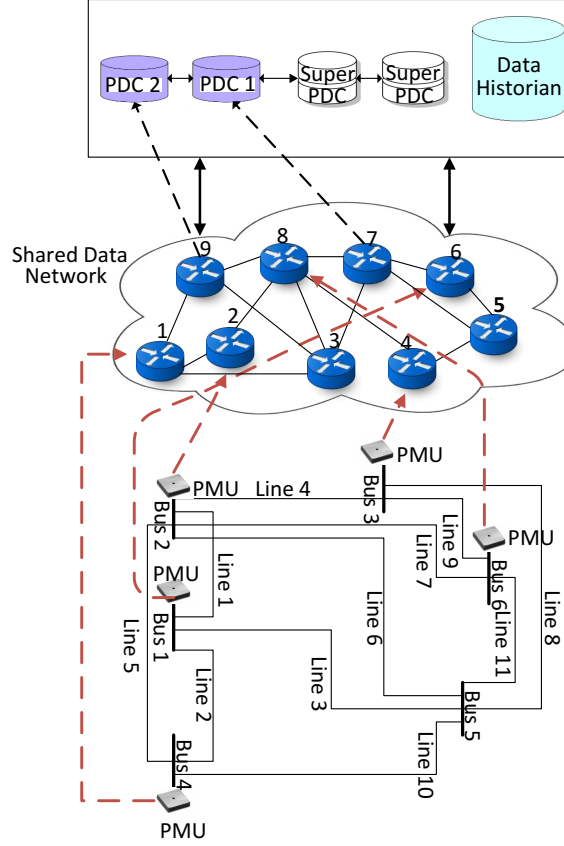 PDC 2
PDC 1
Super
PDC
Super
PDC
Data
Historian
Shared Data
Network
9
8
7
6
5
1
2
3
4
PMU
PMU
Line 4
Bus 3
PMU
Bus 2
Line 9
Line 7
PMU
Line 1
Bus 6
Line 8
Bus 1
Line 6
Line 11
Line 5
Line 2
Line 3
Bus 5
Bus 4
Line 10
PMU